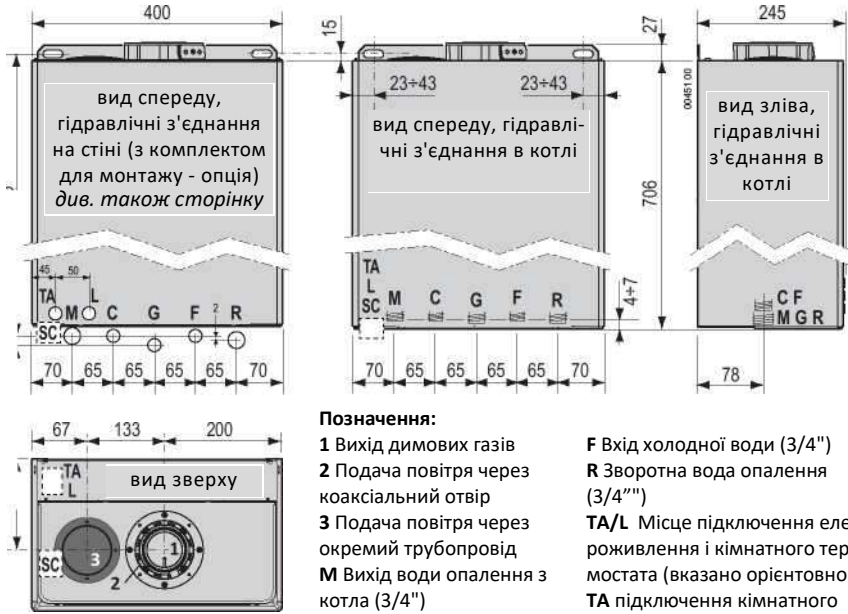 400
15
27
245
23÷43
23÷43
00451 00
вид спереду,
гідравлічні з'єднання
на стіні (з комплектом
для монтажу - опція)
див. також сторінку
вид спереду, гідравлі-
чні з'єднання в котлі
вид зліва,
гідравлічні
з'єднання в
котлі
706
45
50
TA
L
M
C
G
F
2
R
SC
70
65
65
65
65
70
TA
L
SC
M
C
G
F
R
4÷7
70
65
65
65
65
70
C F
M G R
78
67
133
200
TA
L
вид зверху
SC
3
1
2
Позначення:
1 Вихід димових газів
2 Подача повітря через
коаксіальний отвір
3 Подача повітря через
окремий трубопровід
M Вихід води опалення з
котла (3/4")
F Вхід холодної води (3/4")
R Зворотна вода опалення
(3/4"")
TA/L Місце підключення еле
роживлення і кімнатного тер
мостата (вказано орієнтовно
TA підключення кімнатного